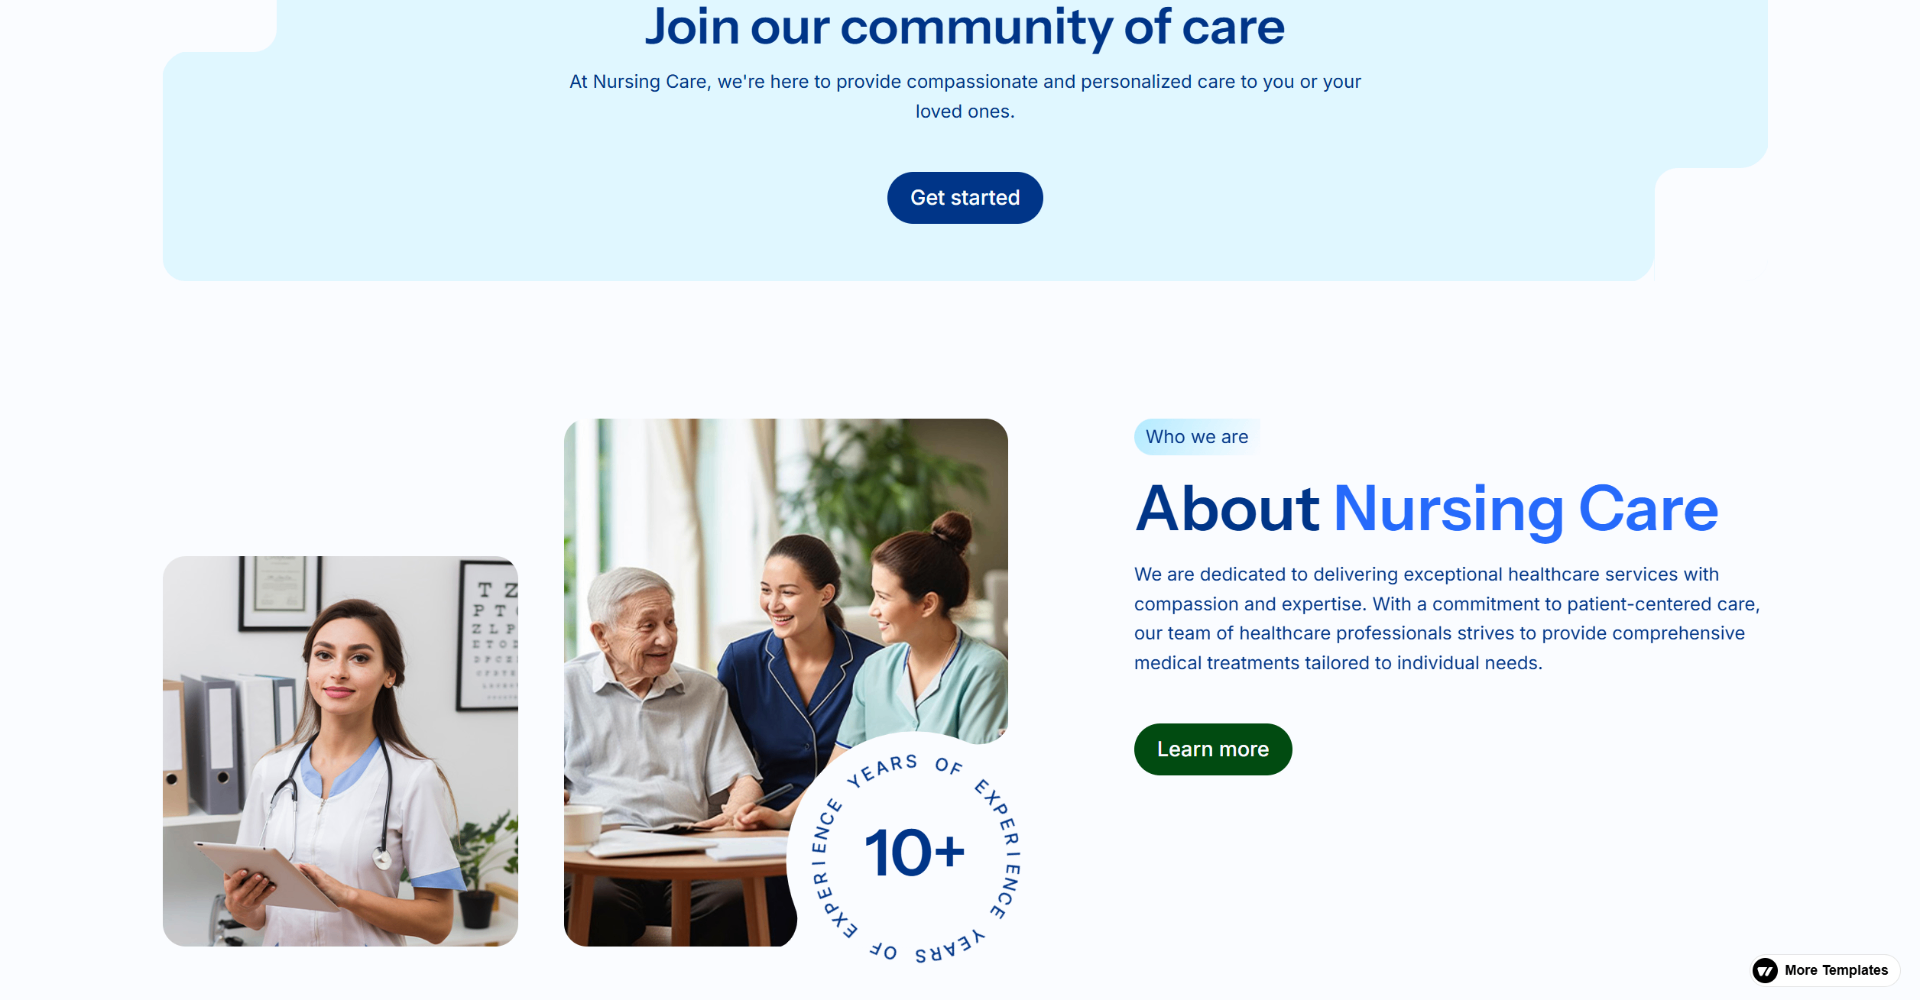 Join our community of care
At Nursing Care, we're here to provide compassionate and personalized care to you or your
loved ones.
Get started
Who we are
About Nursing Care
We are dedicated to delivering exceptional healthcare services with
compassion and expertise. With a commitment to patient-centered care,
our team of healthcare professionals strives to provide comprehensive
medical treatments tailored to individual needs.
Learn more
T Z
P T
Z L P
E T O D
D P C Z
YEARS OF EXPERIENCE YEARS OF EXPERIENCE
10+
More Templates